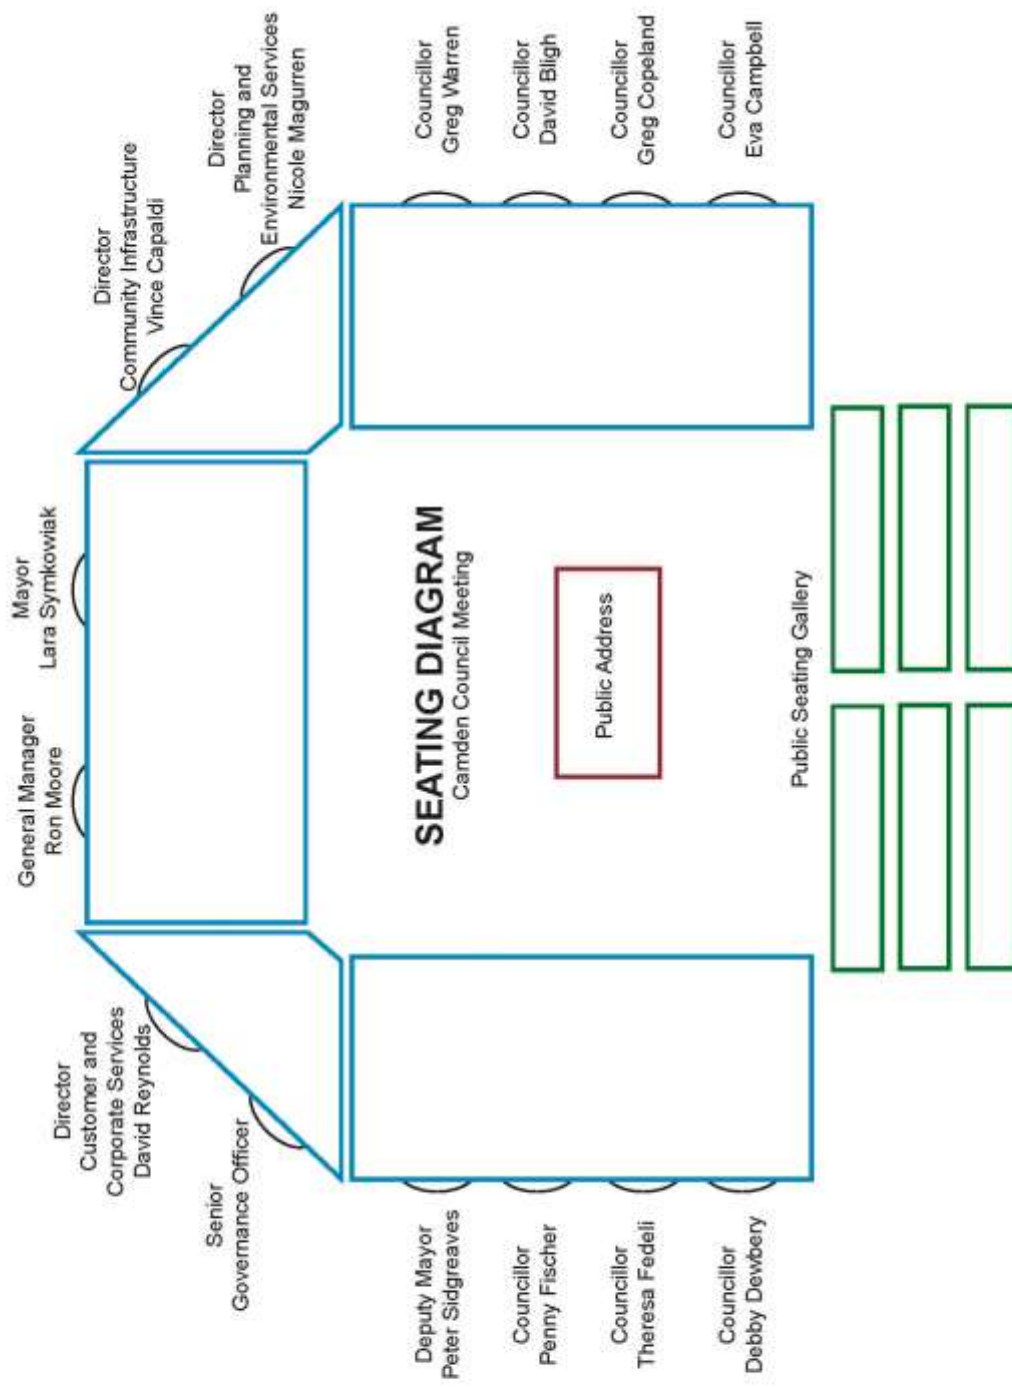 General Manager
Ron Moore
Mayor
Lara Symkowiak
Director
Customer and
Corporate Services
David Reynolds
Director
Community Infrastructure
Vince Capaldi
Senior
Governance Officer
Director
Planning and
Environmental Services
Nicole Magurren
Deputy Mayor
Peter Sidgreaves
SEATING DIAGRAM
Camden Council Meeting
Councillor
Greg Warren
Councillor
Penny Fischer
Councillor
David Bligh
Councillor
Theresa Fedeli
Public Address
Councillor
Greg Copeland
Councillor
Debby Dewbery
Councillor
Eva Campbell
Public Seating Gallery